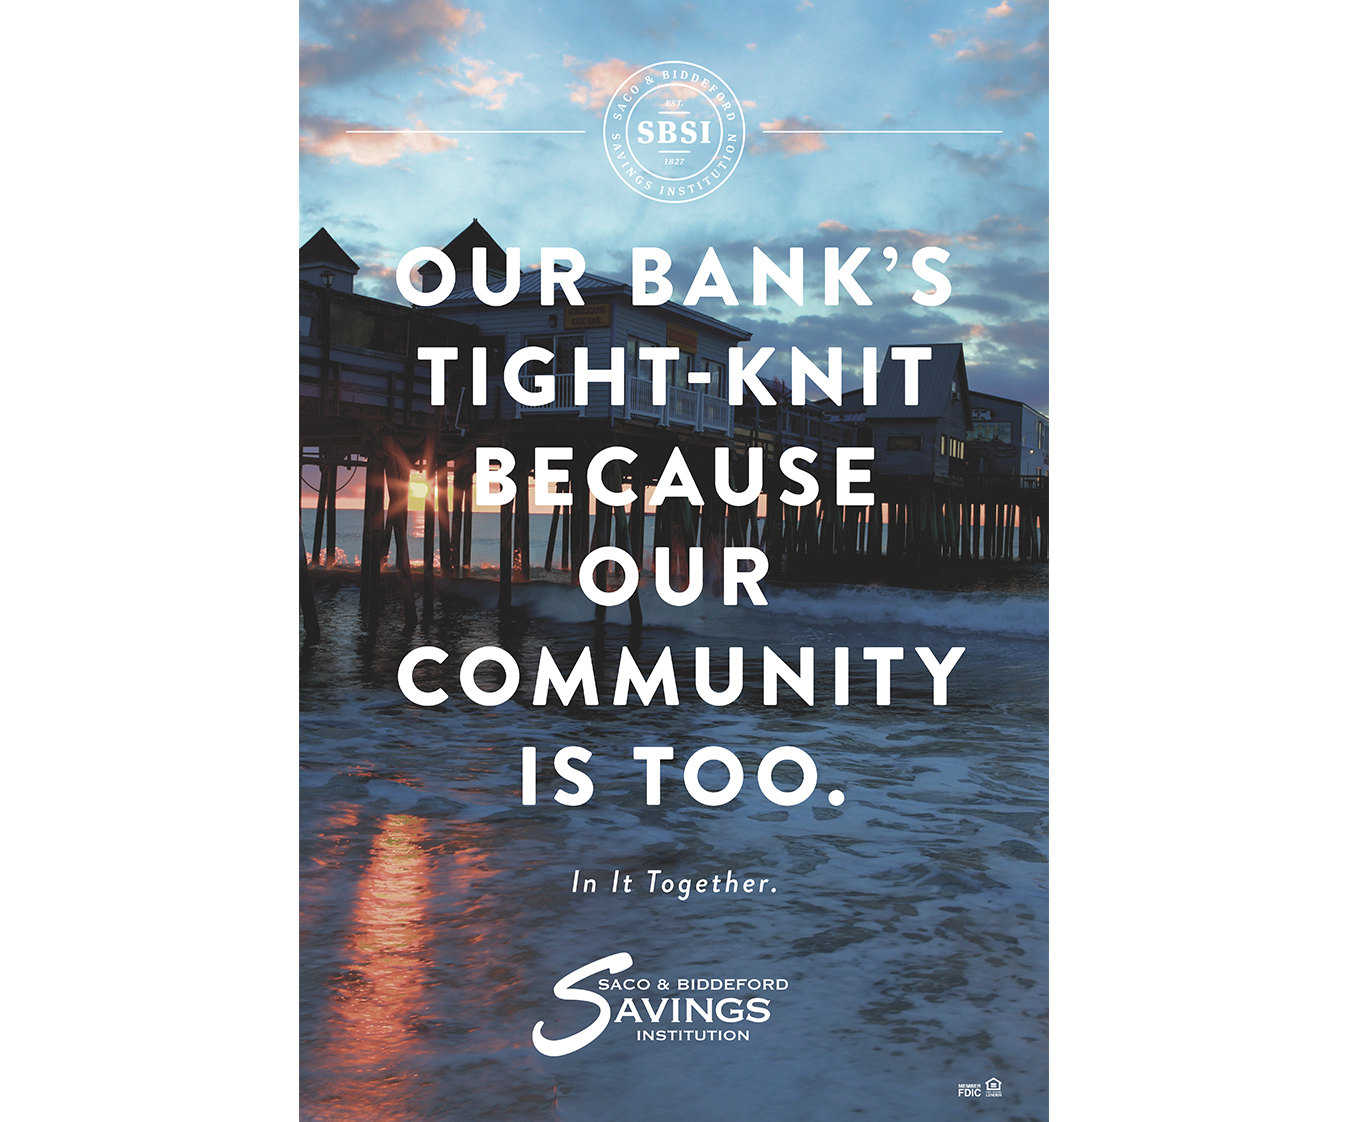 SACO & BIDDEFORD
EST.
SBSI
1827
SAVINGS INSTITUTION
OUR BANK’S
TIGHT-KNIT
BECAUSE
OUR
COMMUNITY
IS TOO.
In It Together.
SACO & BIDDEFORD
SAVINGS
INSTITUTION
MEMBER
FDIC